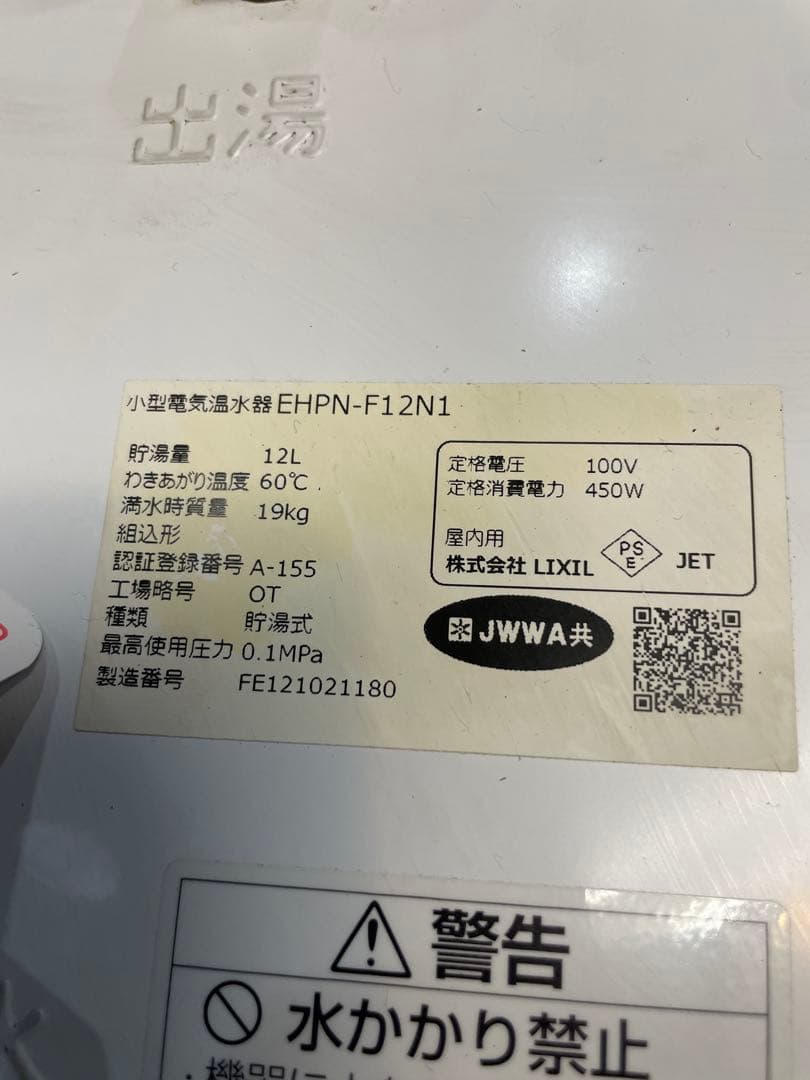 出湯
小型電気温水器 EHPN-F12N1
貯湯量 12L
わきあがり温度 60℃
満水時質量 19kg
組込形
認証登録番号 A-155
工場略号 OT
種類 貯湯式
最高使用圧力 0.1MPa
製造番号 FE121021180
定格電圧 100V
定格消費電力 450W
屋内用
株式会社 LIXIL PSE JET
JWWA共
警告
水かかり禁止